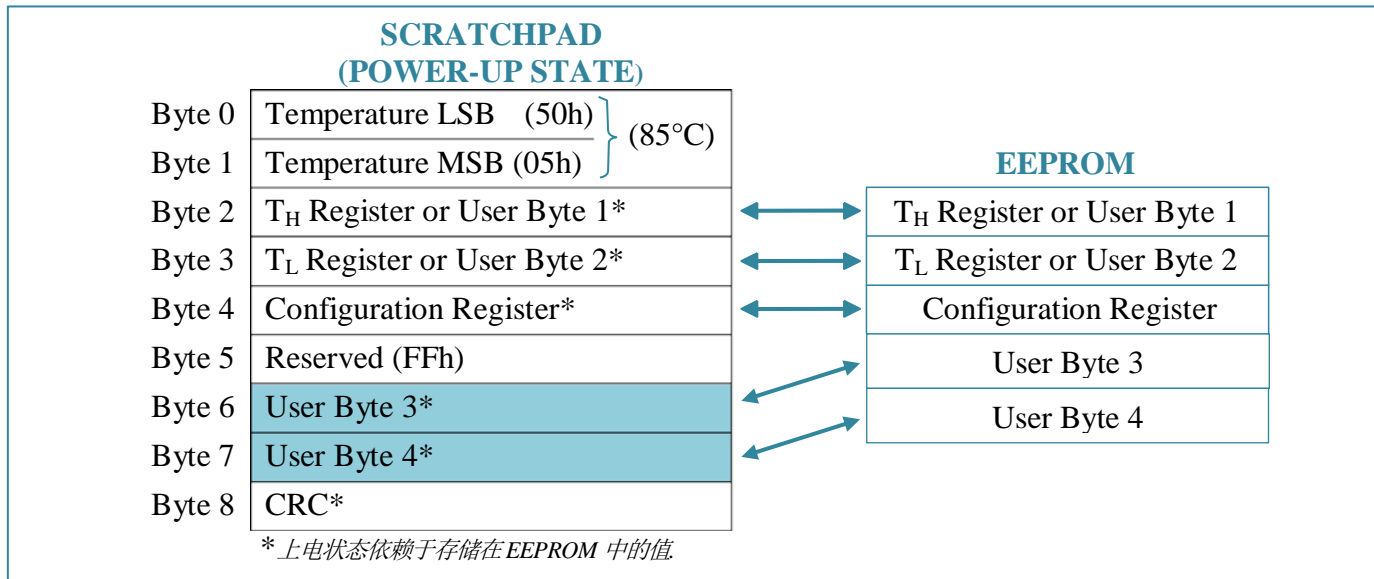 SCRATCHPAD
(POWER-UP STATE)
Byte 0 Temperature LSB (50h)
(85°C)
Byte 1 Temperature MSB (05h)
EEPROM
Byte 2 TH Register or User Byte 1* TH Register or User Byte 1
Byte 3 TL Register or User Byte 2* TL Register or User Byte 2
Byte 4 Configuration Register* Configuration Register
Byte 5 Reserved (FFh) User Byte 3
Byte 6 User Byte 3* User Byte 4
Byte 7 User Byte 4*
Byte 8 CRC*
*上电状态依赖于存储在EEPROM 中的值.